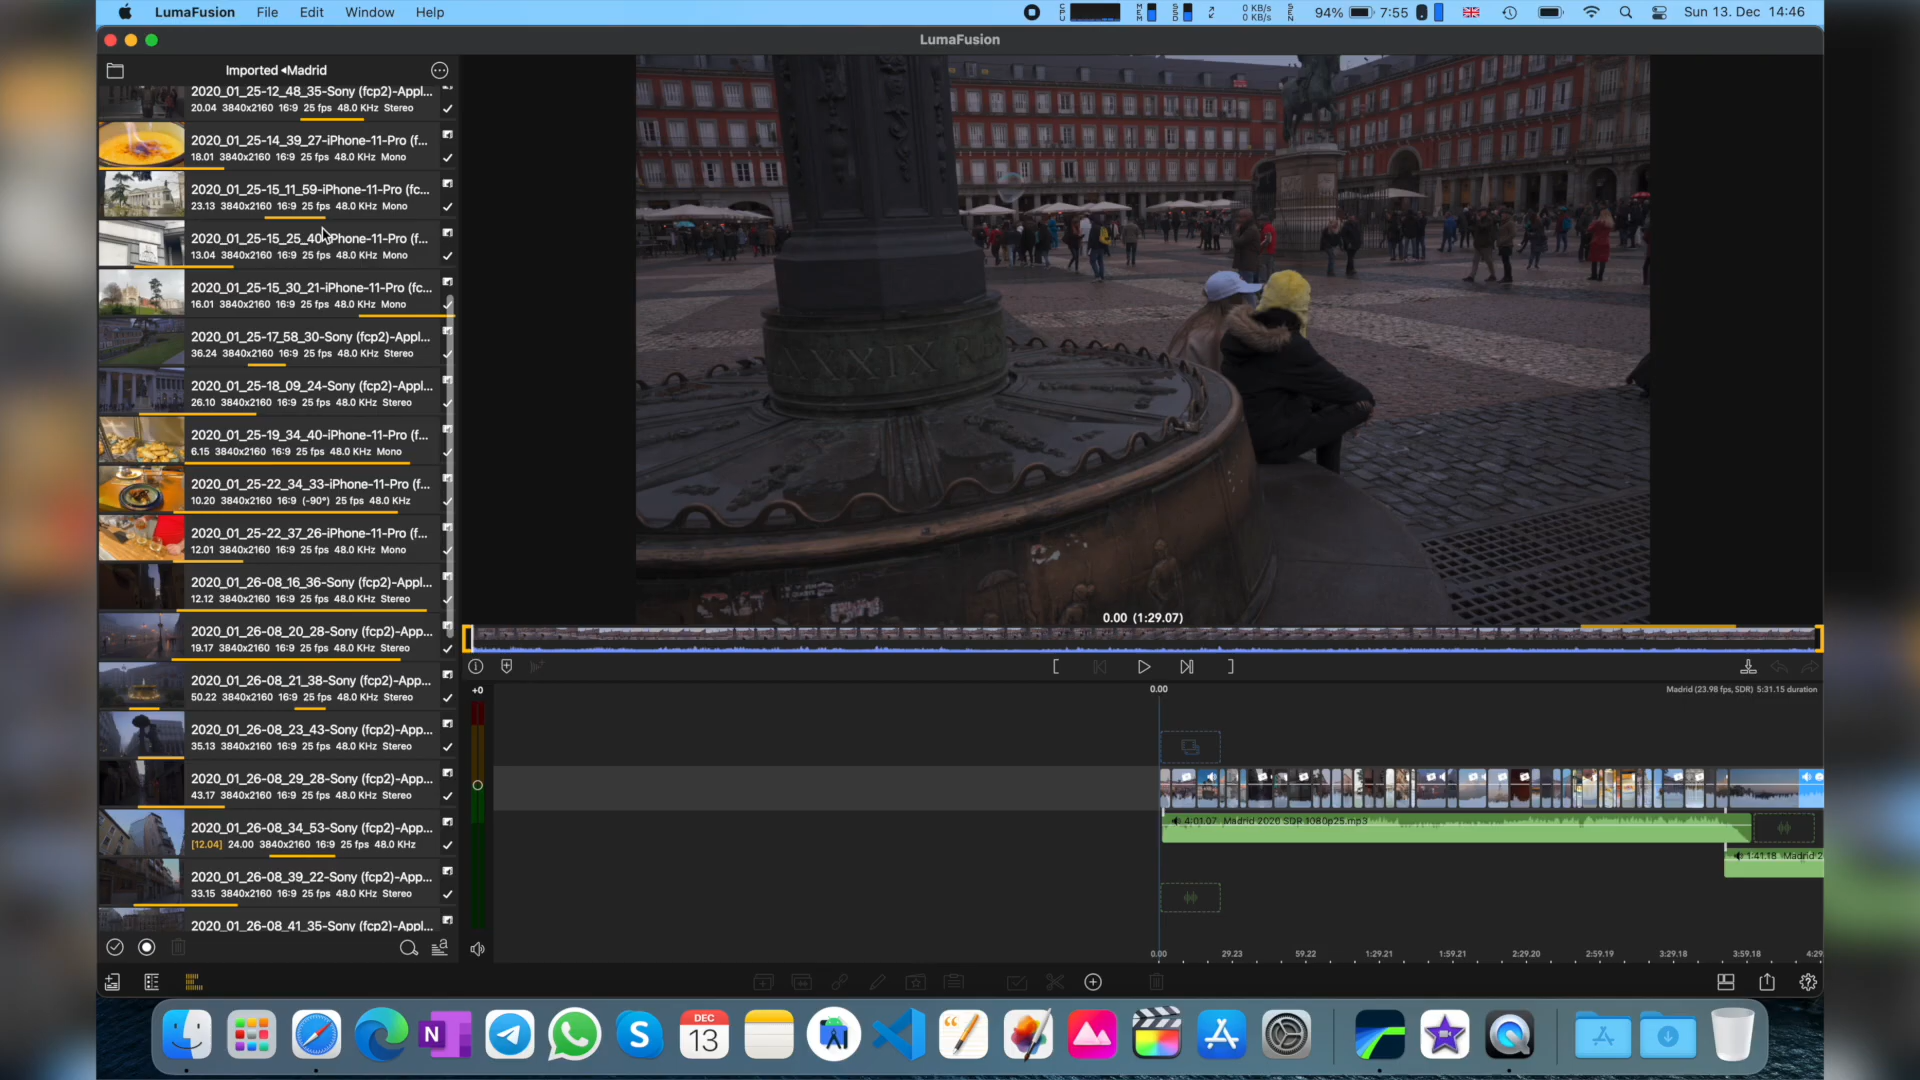 LumaFusion File Edit Window Help
0 KB/s
0 KB/s
94% 7:55 Sun 13. Dec 14:46
LumaFusion
Imported ◂Madrid
2020_01_25-12_48_35-Sony (fcp2)-Appl...
20.04 3840x2160 16:9 25 fps 48.0 KHz Stereo
2020_01_25-14_39_27-iPhone-11-Pro (f...
18.01 3840x2160 16:9 25 fps 48.0 KHz Mono
2020_01_25-15_11_59-iPhone-11-Pro (fc...
23.13 3840x2160 16:9 25 fps 48.0 KHz Mono
2020_01_25-15_25_40-iPhone-11-Pro (f...
13.04 3840x2160 16:9 25 fps 48.0 KHz Mono
2020_01_25-15_30_21-iPhone-11-Pro (fc...
16.01 3840x2160 16:9 25 fps 48.0 KHz Mono
2020_01_25-17_58_30-Sony (fcp2)-Appl...
36.24 3840x2160 16:9 25 fps 48.0 KHz Stereo
2020_01_25-18_09_24-Sony (fcp2)-Appl...
26.10 3840x2160 16:9 25 fps 48.0 KHz Stereo
2020_01_25-19_34_40-iPhone-11-Pro (f...
6.15 3840x2160 16:9 25 fps 48.0 KHz Mono
2020_01_25-22_34_33-iPhone-11-Pro (f...
10.20 3840x2160 16:9 (-90°) 25 fps 48.0 KHz
2020_01_25-22_37_26-iPhone-11-Pro (f...
12.01 3840x2160 16:9 25 fps 48.0 KHz Mono
2020_01_26-08_16_36-Sony (fcp2)-Appl...
12.12 3840x2160 16:9 25 fps 48.0 KHz Stereo
2020_01_26-08_20_28-Sony (fcp2)-App...
19.17 3840x2160 16:9 25 fps 48.0 KHz Stereo
2020_01_26-08_21_38-Sony (fcp2)-App...
50.22 3840x2160 16:9 25 fps 48.0 KHz Stereo
2020_01_26-08_23_43-Sony (fcp2)-App...
35.13 3840x2160 16:9 25 fps 48.0 KHz Stereo
2020_01_26-08_29_28-Sony (fcp2)-App...
43.17 3840x2160 16:9 25 fps 48.0 KHz Stereo
2020_01_26-08_34_53-Sony (fcp2)-App...
[12.04] 24.00 3840x2160 16:9 25 fps 48.0 KHz
2020_01_26-08_39_22-Sony (fcp2)-App...
33.15 3840x2160 16:9 25 fps 48.0 KHz Stereo
2020_01_26-08_41_35-Sony (fcp2)-App...
0.00 (1:29.07)
+0
0.00
Madrid (23.98 fps, SDR) 5:31.15 duration
4:01.07 Madrid 2020 SDR 1080p25.mp3
1:41.18 Madrid 2
0.00 29.23 59.22 1:29.21 1:59.21 2:29.20 2:59.19 3:29.18 3:59.18 4:29
DEC
13